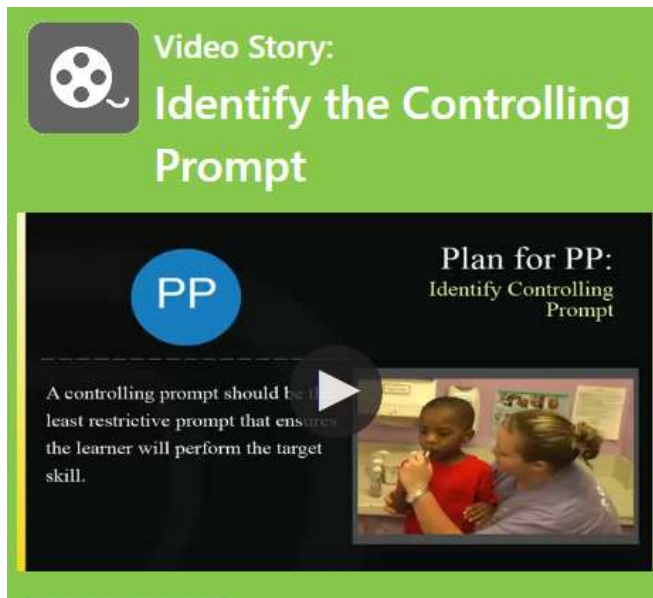 Video Story:
Identify the Controlling
Prompt
PP
Plan for PP:
Identify Controlling
Prompt
A controlling prompt should be the
least restrictive prompt that ensures
the learner will perform the target
skill.